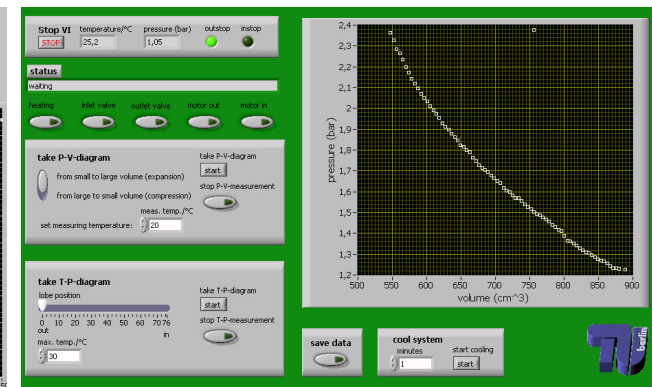 Stop VI temperature/°C pressure (bar) outstop instop
STOP 25,2 1,05
status
waiting
heating inlet valve outlet valve motor out motor in
take P-V-diagram
from small to large volume (expansion)
from large to small volume (compression)
take P-V-diagram
start
stop P-V-measurement
meas. temp./°C
set measuring temperature: 20
take T-P-diagram
lobe position
0 10 20 30 40 50 60 70 76
out in
max. temp./°C
30
take T-P-diagram
start
stop T-P-measurement
pressure (bar)
2,4
2,3
2,2
2,1
2
1,9
1,8
1,7
1,6
1,5
1,4
1,3
1,2
500 550 600 650 700 750 800 850 900
volume (cm^3)
save data
cool system
minutes
1
start cooling
start
berlin